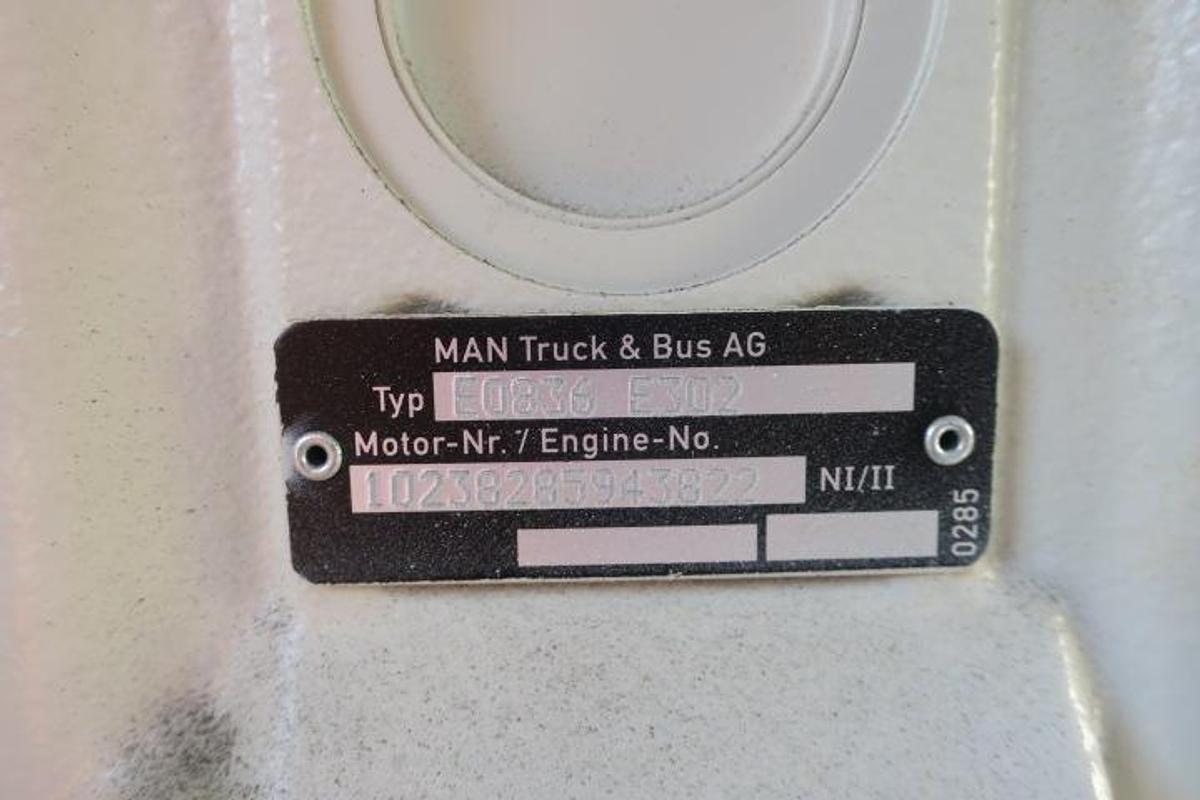 MAN Truck & Bus AG
Typ E0836 E302
Motor-Nr. / Engine-No.
10238285943822 NI/II
0285